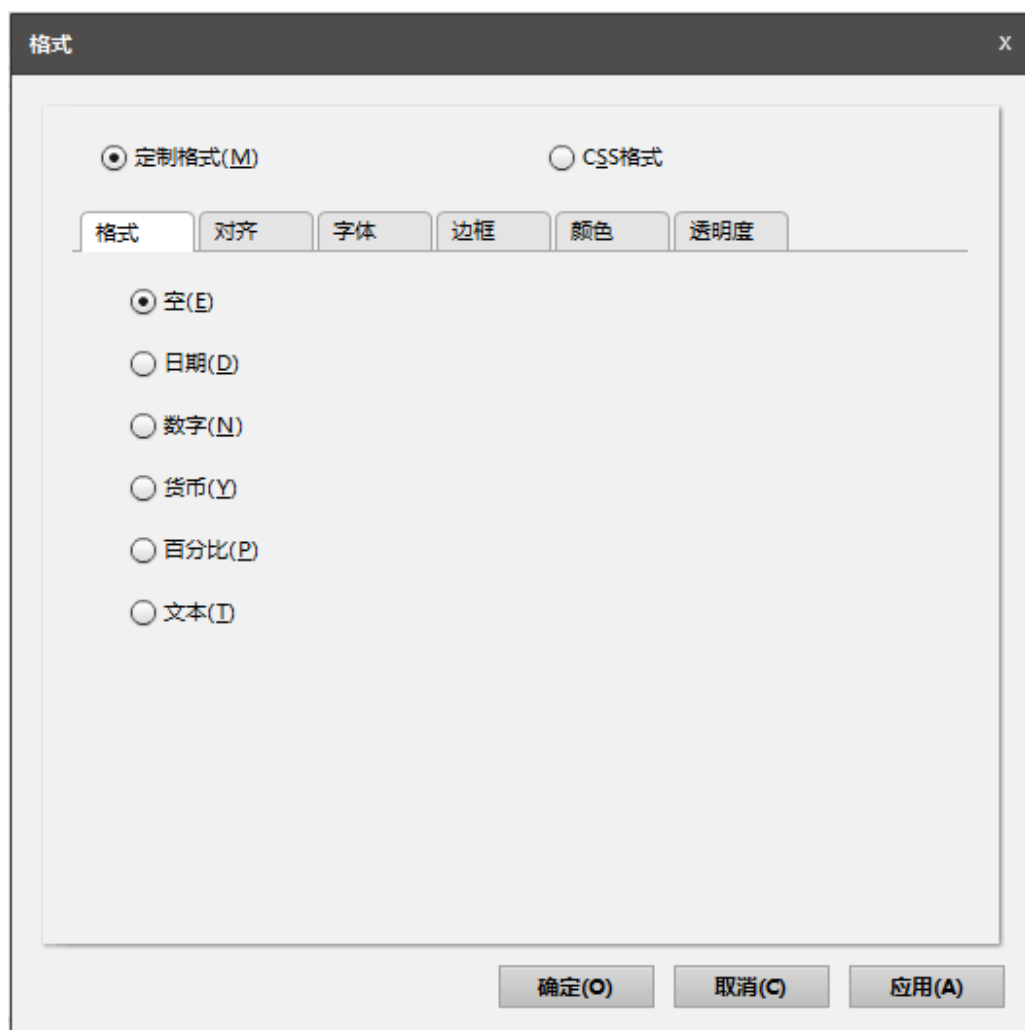 格式 x
定制格式(M) CSS格式
格式 对齐 字体 边框 颜色 透明度
空(E)
日期(D)
数字(N)
货币(Y)
百分比(P)
文本(T)
确定(O) 取消(C) 应用(A)